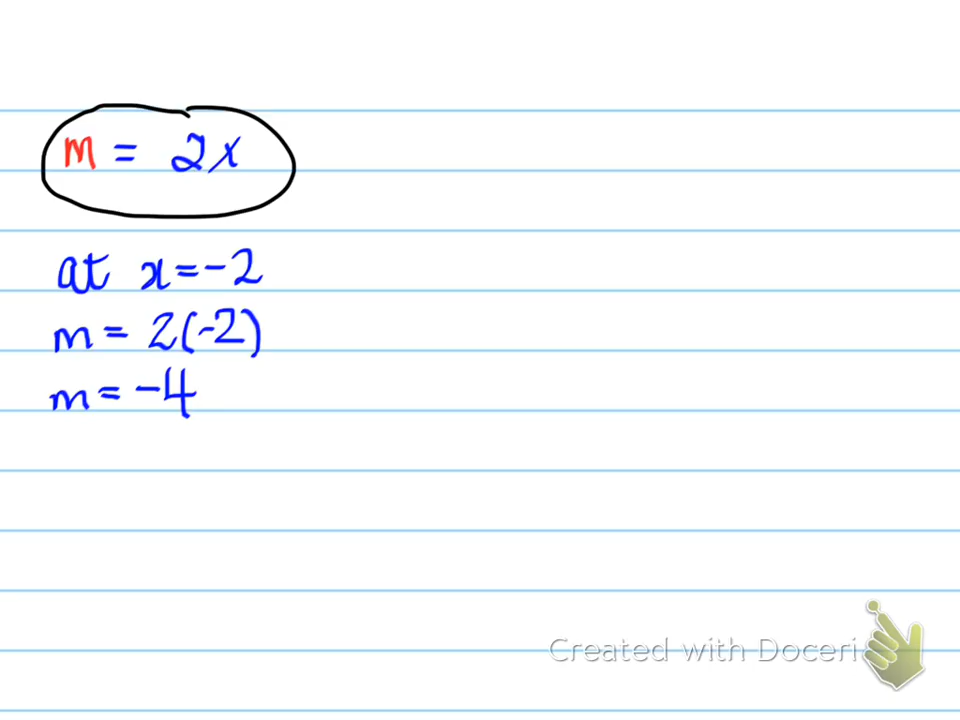 m = 2x
at x = -2
m = 2(-2)
m = -4
Created with Doceri